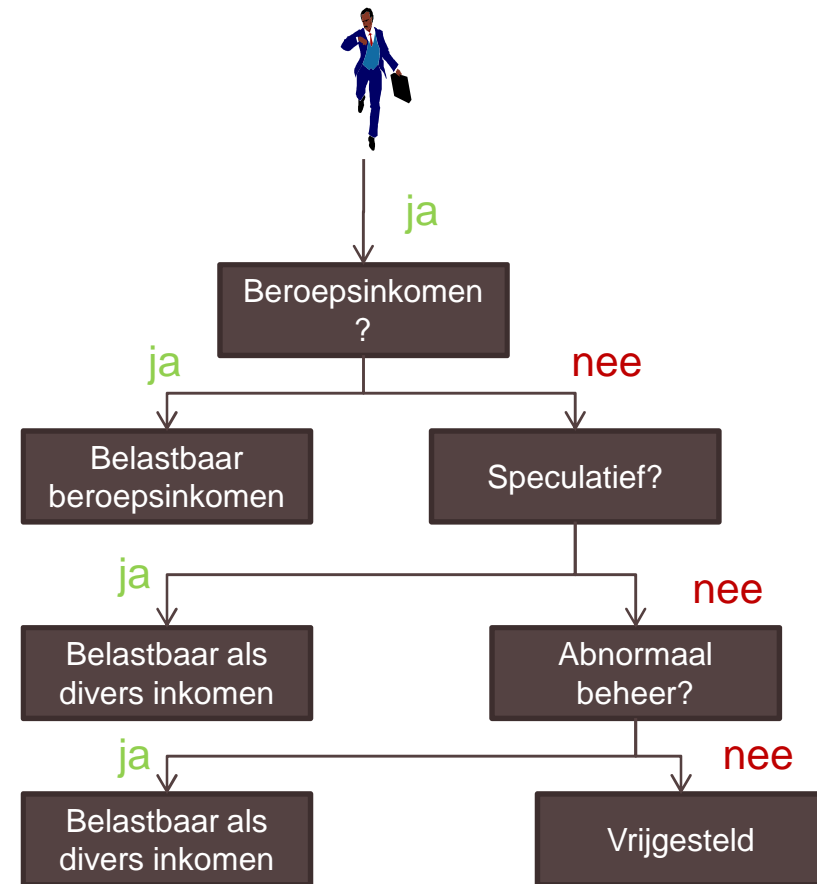 ja
Beroepsinkomen
?
ja
nee
Belastbaar
beroepsinkomen
Speculatief?
ja
nee
Belastbaar als
divers inkomen
Abnormaal
beheer?
ja
nee
Belastbaar als
divers inkomen
Vrijgesteld